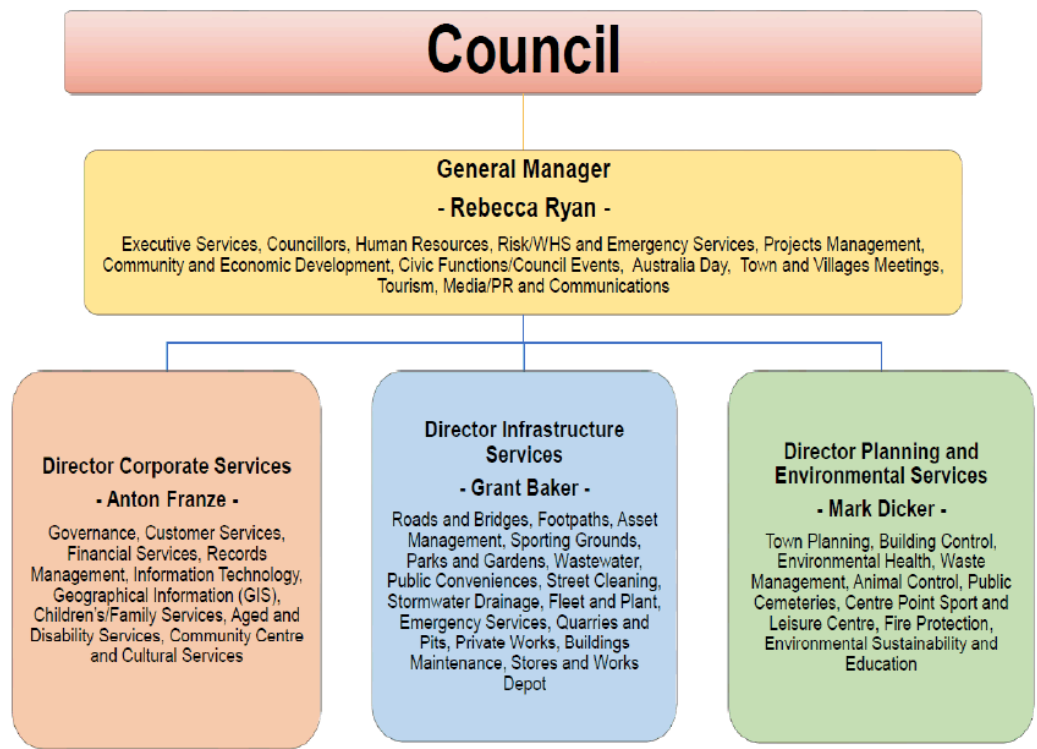 Council
General Manager
- Rebecca Ryan -
Executive Services, Councillors, Human Resources, Risk/WHS and Emergency Services, Projects Management,
Community and Economic Development, Civic Functions/Council Events, Australia Day, Town and Villages Meetings,
Tourism, Media/PR and Communications
Director Corporate Services
- Anton Franze -
Governance, Customer Services,
Financial Services, Records
Management, Information Technology,
Geographical Information (GIS),
Children's/Family Services, Aged and
Disability Services, Community Centre
and Cultural Services
Director Infrastructure
Services
- Grant Baker -
Roads and Bridges, Footpaths, Asset
Management, Sporting Grounds,
Parks and Gardens, Wastewater,
Public Conveniences, Street Cleaning,
Stormwater Drainage, Fleet and Plant,
Emergency Services, Quarries and
Pits, Private Works, Buildings
Maintenance, Stores and Works
Depot
Director Planning and
Environmental Services
- Mark Dicker -
Town Planning, Building Control,
Environmental Health, Waste
Management, Animal Control, Public
Cemeteries, Centre Point Sport and
Leisure Centre, Fire Protection,
Environmental Sustainability and
Education